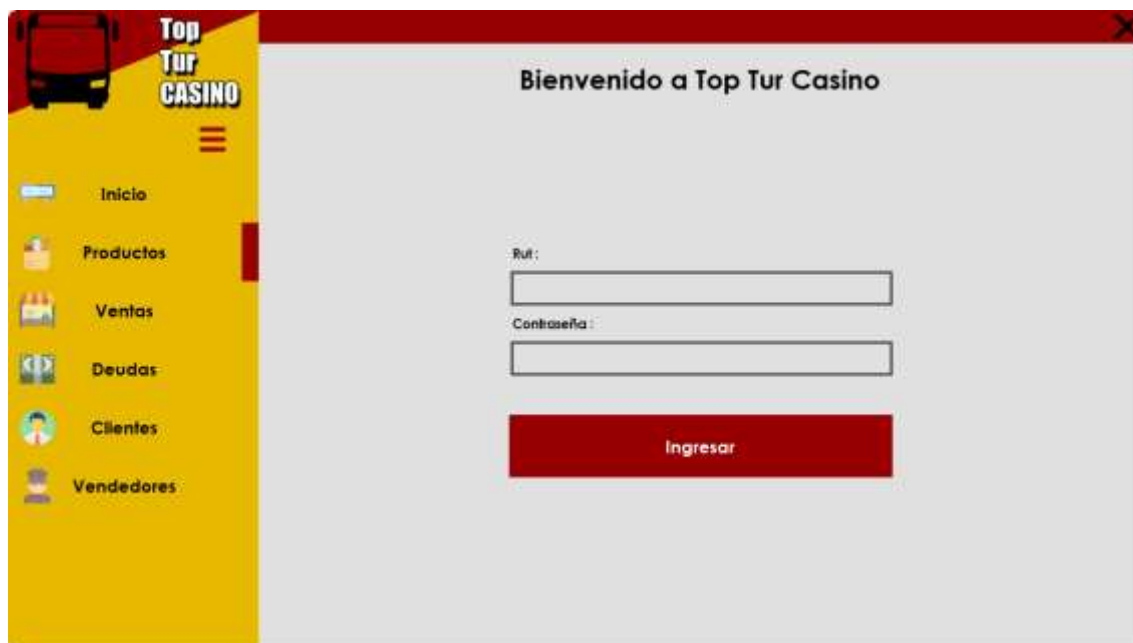 Top
Tur
CASINO
Bienvenido a Top Tur Casino
Inicio
Productos
Ventas
Deudas
Clientes
Vendedores
Rut :
Contraseña :
Ingresar